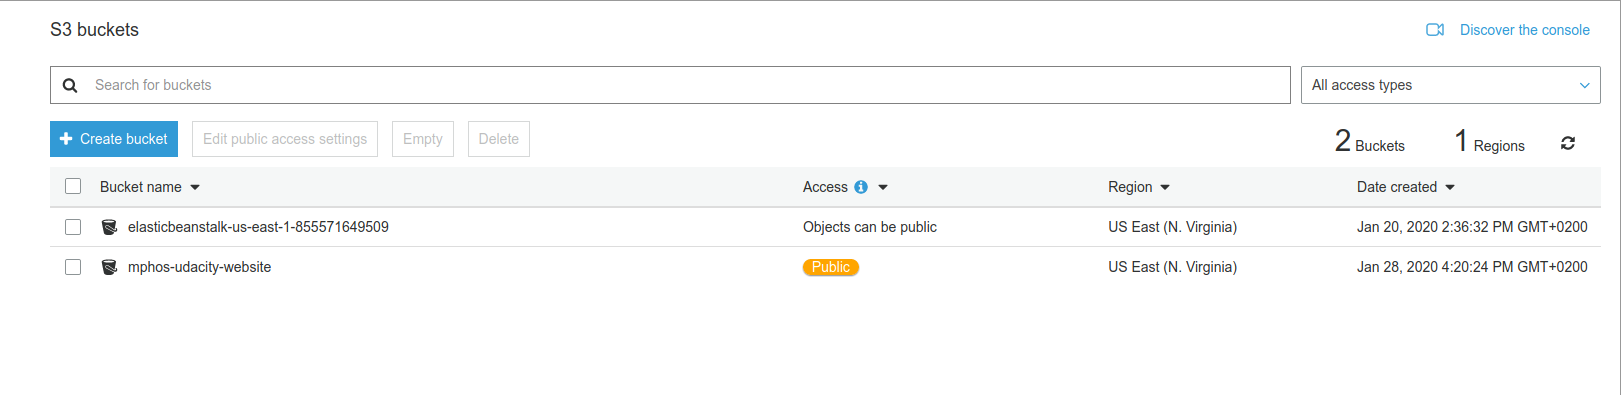 S3 buckets
Discover the console
Search for buckets
All access types
Create bucket
Edit public access settings
Empty
Delete
2 Buckets
1 Regions
Bucket name
Access
Region
Date created
elasticbeanstalk-us-east-1-855571649509
Objects can be public
US East (N. Virginia)
Jan 20, 2020 2:36:32 PM GMT+0200
mphos-udacity-website
Public
US East (N. Virginia)
Jan 28, 2020 4:20:24 PM GMT+0200